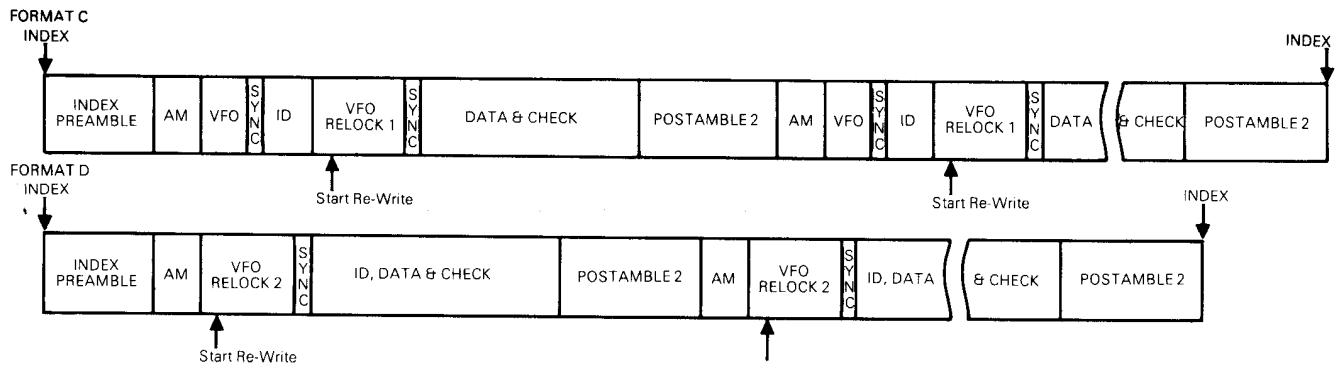 FORMAT C
INDEX
INDEX
INDEX PREAMBLE AM VFO SYNC ID VFO RELOCK 1 SYNC DATA & CHECK POSTAMBLE 2 AM VFO SYNC ID VFO RELOCK 1 SYNC DATA & CHECK POSTAMBLE 2
Start Re-Write
Start Re-Write
FORMAT D
INDEX
INDEX
INDEX PREAMBLE AM VFO RELOCK 2 SYNC ID, DATA & CHECK POSTAMBLE 2 AM VFO RELOCK 2 SYNC ID, DATA & CHECK POSTAMBLE 2
Start Re-Write